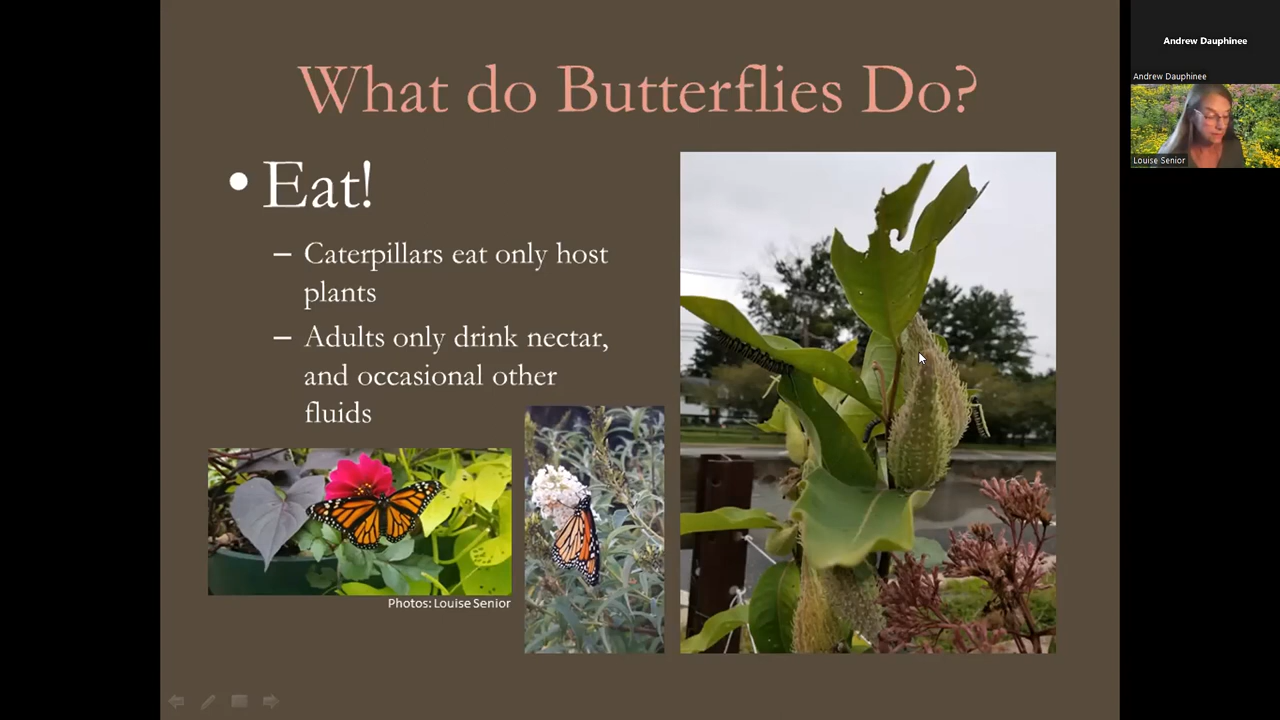 What do Butterflies Do?
• Eat!
– Caterpillars eat only host
plants
– Adults only drink nectar,
and occasional other
fluids
Photos: Louise Senior
Andrew Dauphinee
Andrew Dauphinee
Louise Senior